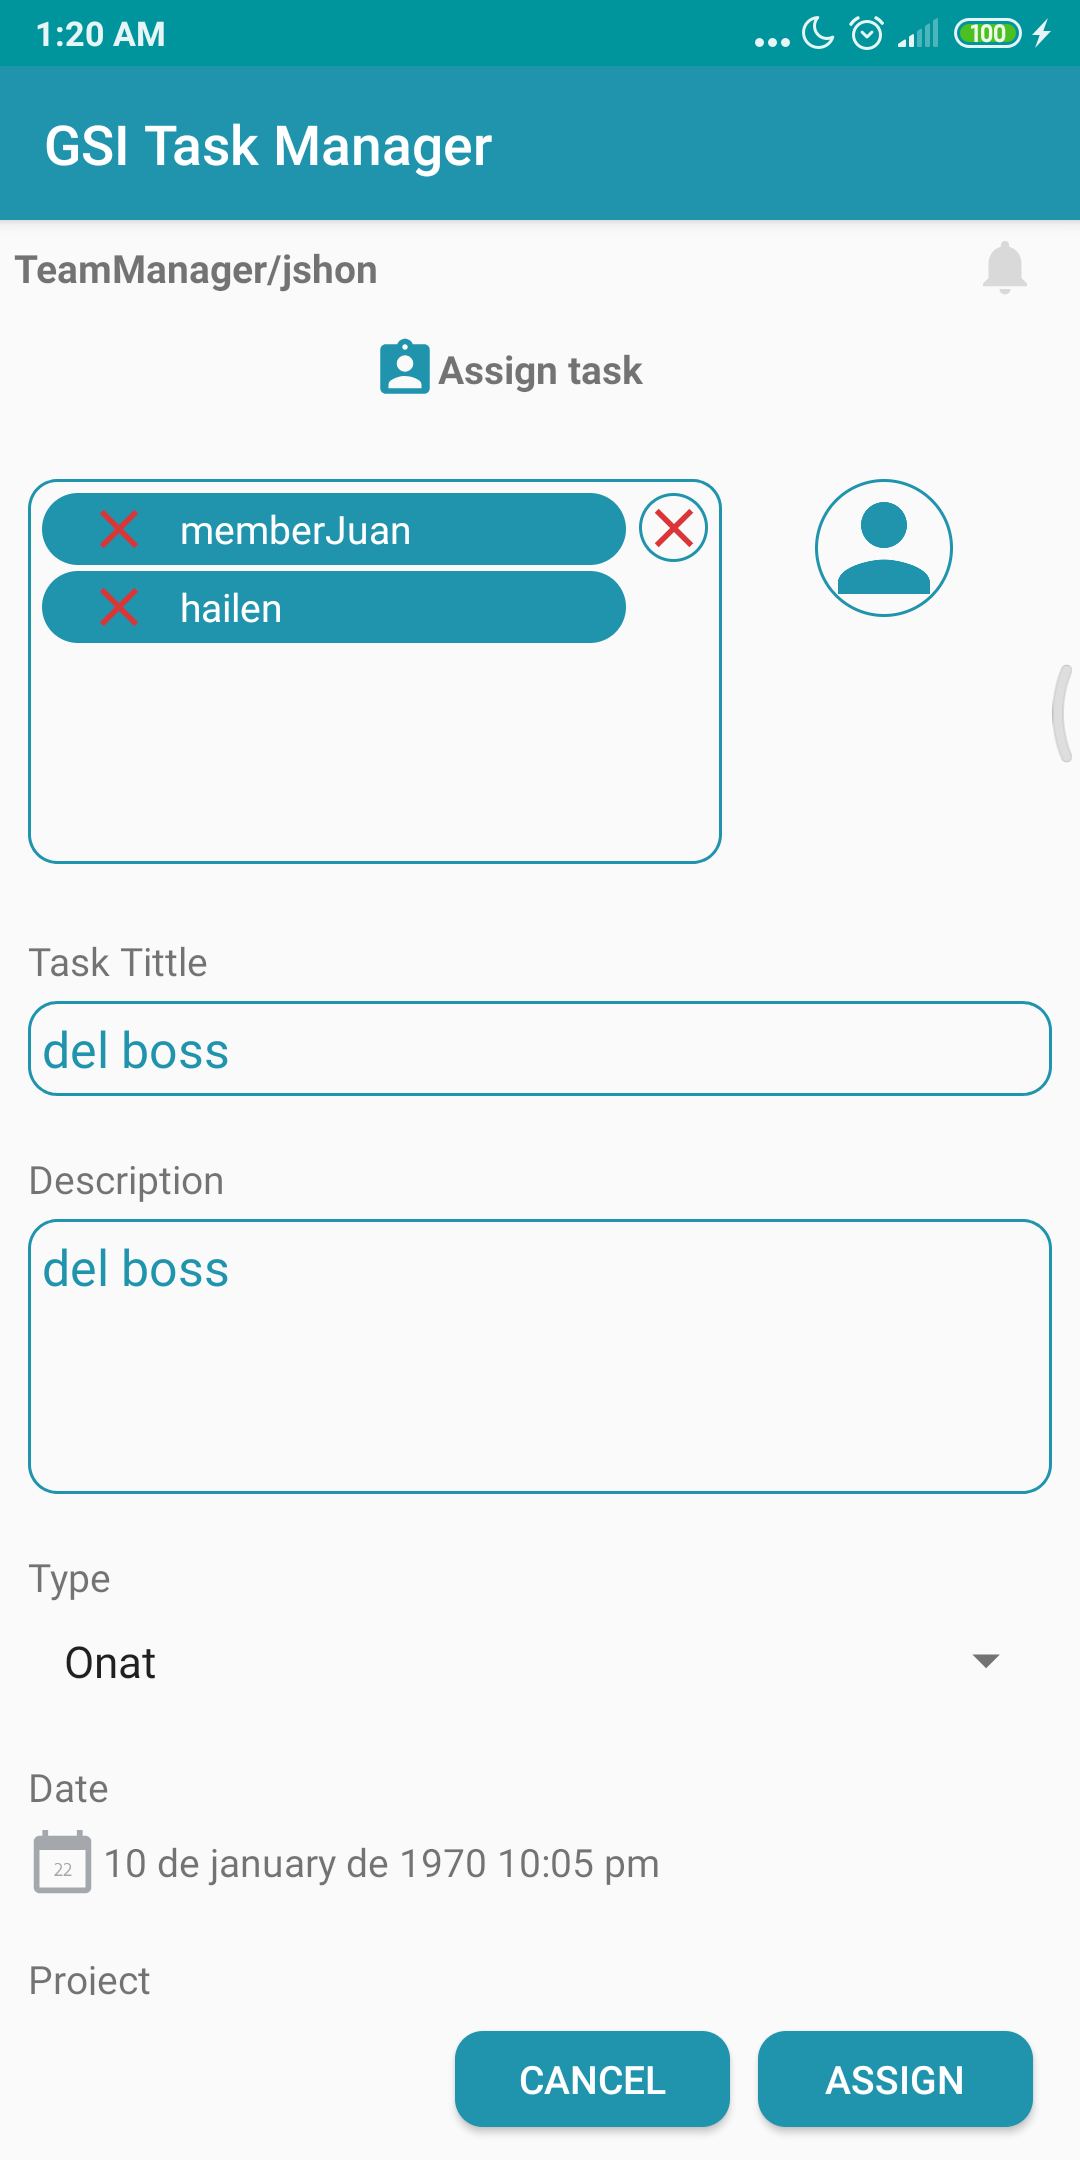 1:20 AM
100
GSI Task Manager
TeamManager/jshon
Assign task
memberJuan
hailen
Task Tittle
del boss
Description
del boss
Type
Onat
Date
22
10 de january de 1970 10:05 pm
Project
CANCEL
ASSIGN